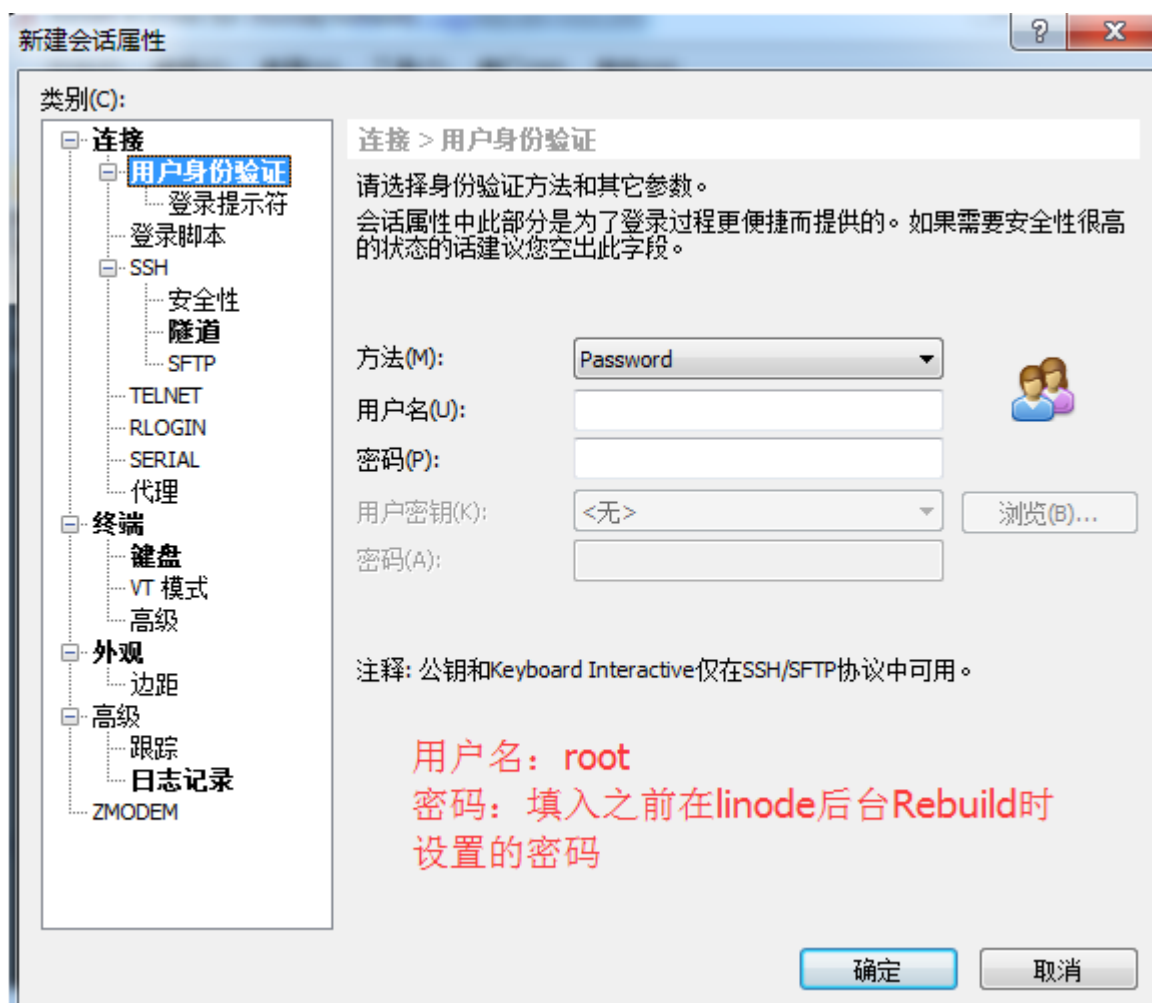 新建会话属性
类别(C):
连接
用户身份验证
登录提示符
登录脚本
SSH
安全性
隧道
SFTP
TELNET
RLOGIN
SERIAL
代理
终端
键盘
VT 模式
高级
外观
边距
高级
跟踪
日志记录
ZMODEM
连接 > 用户身份验证
请选择身份验证方法和其它参数。
会话属性中此部分是为了登录过程更便捷而提供的。如果需要安全性很高
的状态的话建议您空出此字段。
方法(M):
Password
用户名(U):
密码(P):
用户密钥(K):
<无>
浏览(B)...
密码(A):
注释: 公钥和Keyboard Interactive仅在SSH/SFTP协议中可用。
用户名：root
密码：填入之前在linode后台Rebuild时
设置的密码
确定
取消